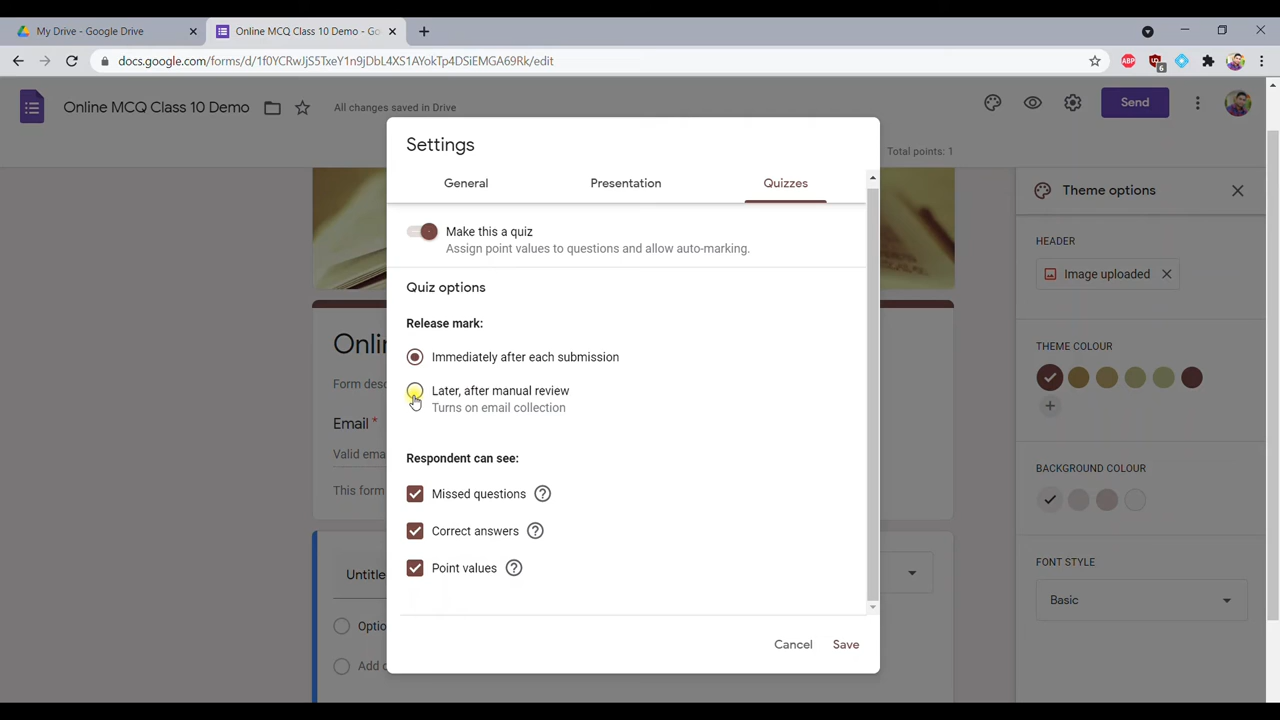 My Drive - Google Drive
Online MCQ Class 10 Demo - Go
docs.google.com/forms/d/1f0YCRwJjS5TxeY1n9jDbL4XS1AYkTp4DSiEMGA69Rk/edit
ABP
6
Online MCQ Class 10 Demo
All changes saved in Drive
Send
Total points: 1
Settings
General
Presentation
Quizzes
Make this a quiz
Assign point values to questions and allow auto-marking.
Quiz options
Release mark:
Immediately after each submission
Later, after manual review
Turns on email collection
Respondent can see:
Missed questions
Correct answers
Point values
Cancel
Save
Onli
Form desc
Email *
Valid ema
This form
Untitle
Optio
Add o
Theme options
HEADER
Image uploaded
THEME COLOUR
BACKGROUND COLOUR
FONT STYLE
Basic